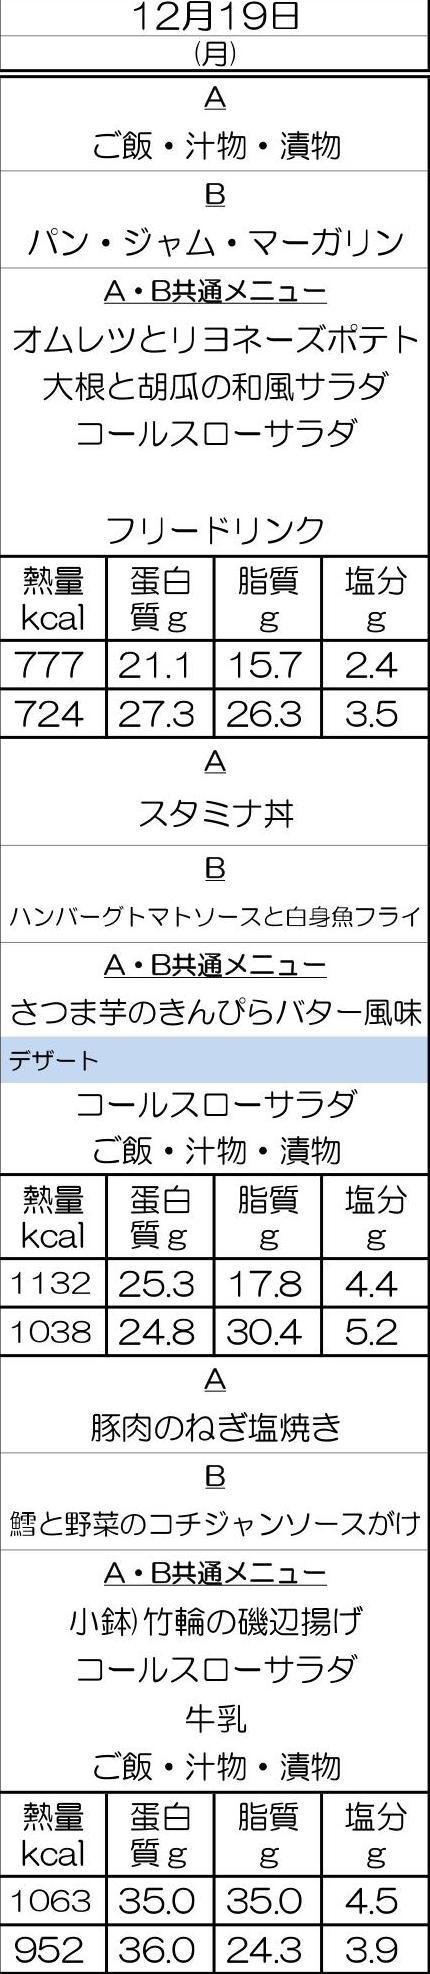 12月19日
(月)
A
ご飯・汁物・漬物
B
パン・ジャム・マーガリン
A・B共通メニュー
オムレツとリヨネーズポテト
大根と胡瓜の和風サラダ
コールスローサラダ
フリードリンク
熱量 蛋白 脂質 塩分
kcal 質g g g
777 21.1 15.7 2.4
724 27.3 26.3 3.5
A
スタミナ丼
B
ハンバーグトマトソースと白身魚フライ
A・B共通メニュー
さつま芋のきんぴらバター風味
デザート
コールスローサラダ
ご飯・汁物・漬物
熱量 蛋白 脂質 塩分
kcal 質g g g
1132 25.3 17.8 4.4
1038 24.8 30.4 5.2
A
豚肉のねぎ塩焼き
B
鱈と野菜のコチジャンソースがけ
A・B共通メニュー
小鉢)竹輪の磯辺揚げ
コールスローサラダ
牛乳
ご飯・汁物・漬物
熱量 蛋白 脂質 塩分
kcal 質g g g
1063 35.0 35.0 4.5
952 36.0 24.3 3.9